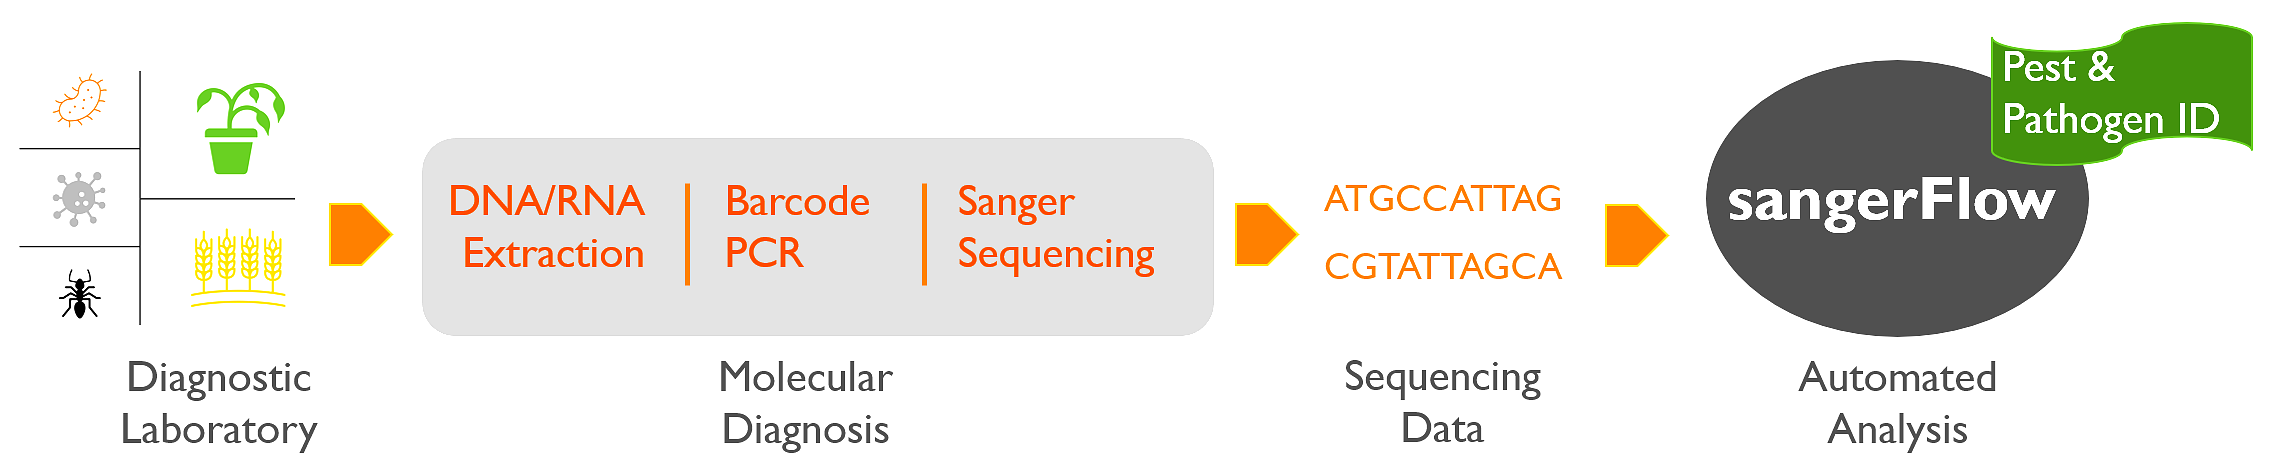 Diagnostic
Laboratory
DNA/RNA
Extraction
Barcode
PCR
Sanger
Sequencing
Molecular
Diagnosis
ATGCCATTAG
CGTATTAGCA
Sequencing
Data
Pest &
Pathogen ID
sangerFlow
Automated
Analysis